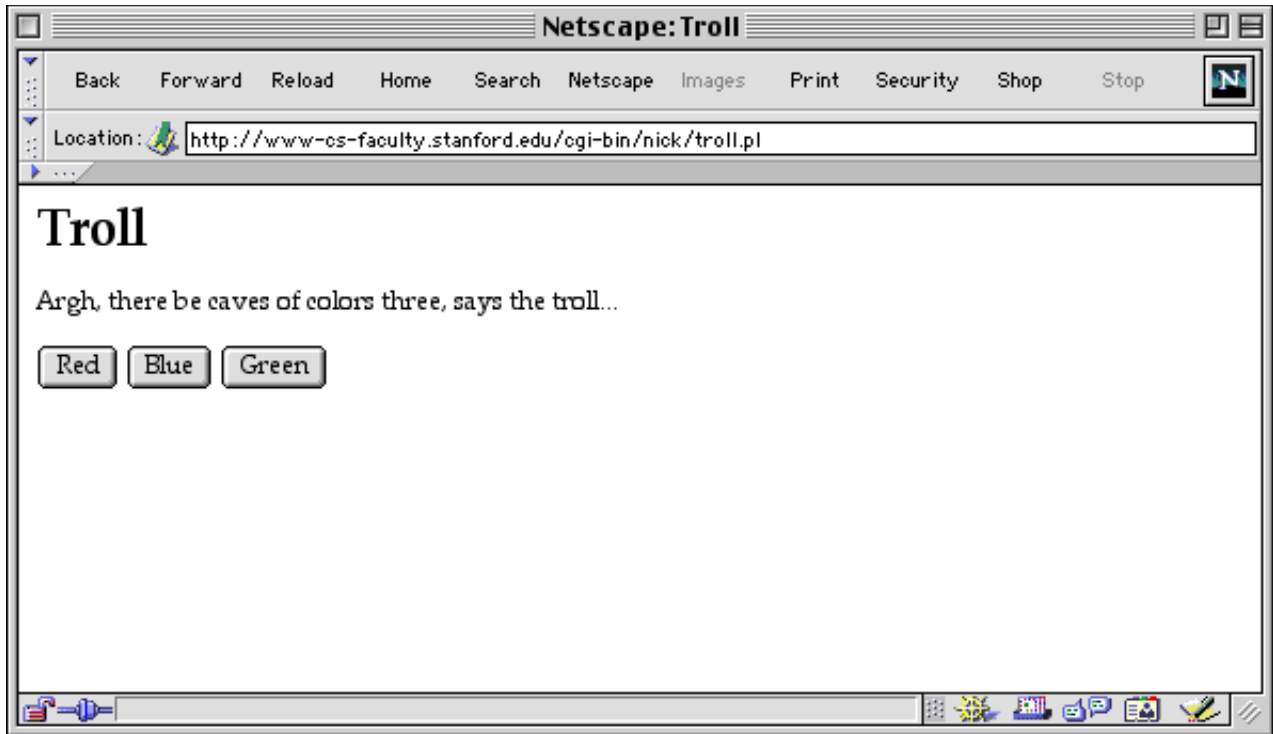 Netscape: Troll
Back Forward Reload Home Search Netscape Images Print Security Shop Stop N
Location: http://www-cs-faculty.stanford.edu/cgi-bin/nick/troll.pl
...
Troll
Argh, there be caves of colors three, says the troll...
Red Blue Green